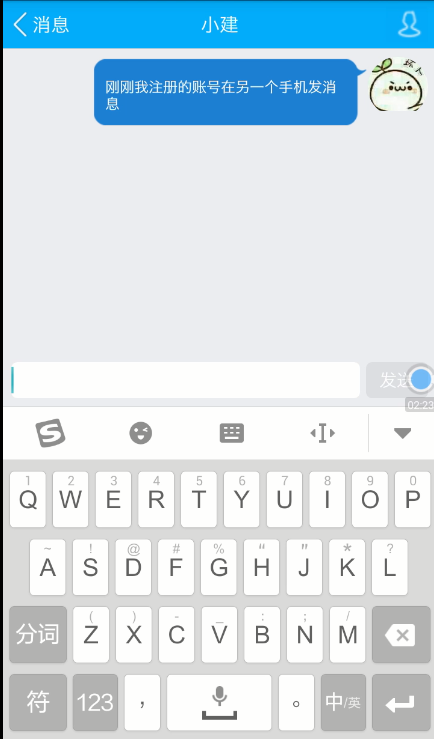 消息 小建
刚刚我注册的账号在另一个手机发消
息
坏人
发送
02:23
1 2 3 4 5 6 7 8 9 0
Q W E R T Y U I O P
~ ! @ # % “ ” * ?
A S D F G H J K L
( ) - _ : ; /
分词 Z X C V B N M
符 123 ， 。 中/英